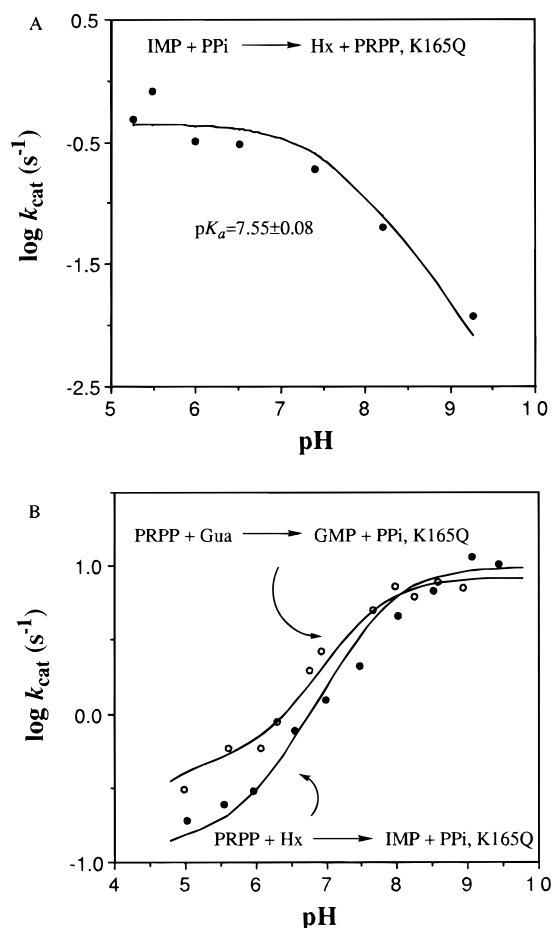 A
0.5
IMP + PPi → Hx + PRPP, K165Q
-0.5
log kcat (s⁻¹)
pKa=7.55±0.08
-1.5
-2.5
5 6 7 8 9 10
pH
B
PRPP + Gua → GMP + PPi, K165Q
1.0
log kcat (s⁻¹)
0.0
PRPP + Hx → IMP + PPi, K165Q
-1.0
4 5 6 7 8 9 10
pH